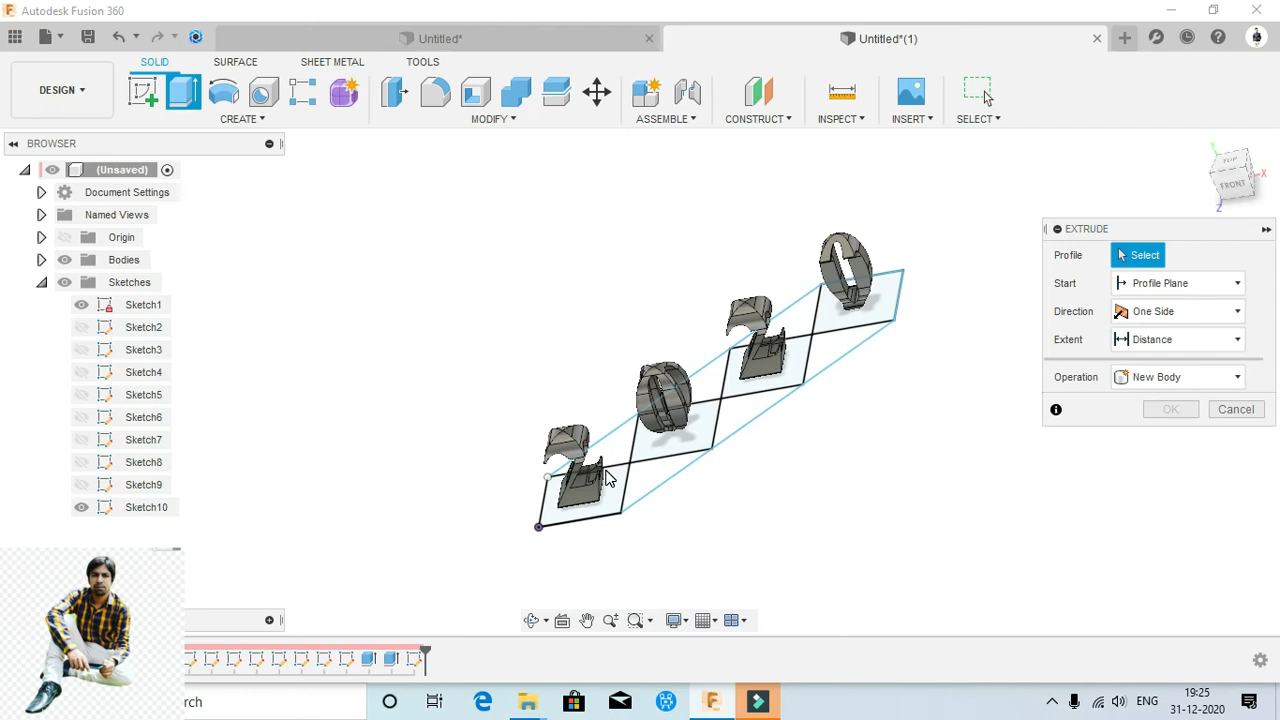 Autodesk Fusion 360
Untitled*
Untitled*(1)
SOLID SURFACE SHEET METAL TOOLS
DESIGN
CREATE MODIFY ASSEMBLE CONSTRUCT INSPECT INSERT SELECT
BROWSER
(Unsaved)
Document Settings
Named Views
Origin
Bodies
Sketches
Sketch1
Sketch2
Sketch3
Sketch4
Sketch5
Sketch6
Sketch7
Sketch8
Sketch9
Sketch10
TOP
FRONT
X
Y
Z
EXTRUDE
Profile Select
Start Profile Plane
Direction One Side
Extent Distance
Operation New Body
OK Cancel
rch
ENG
19:25
31-12-2020